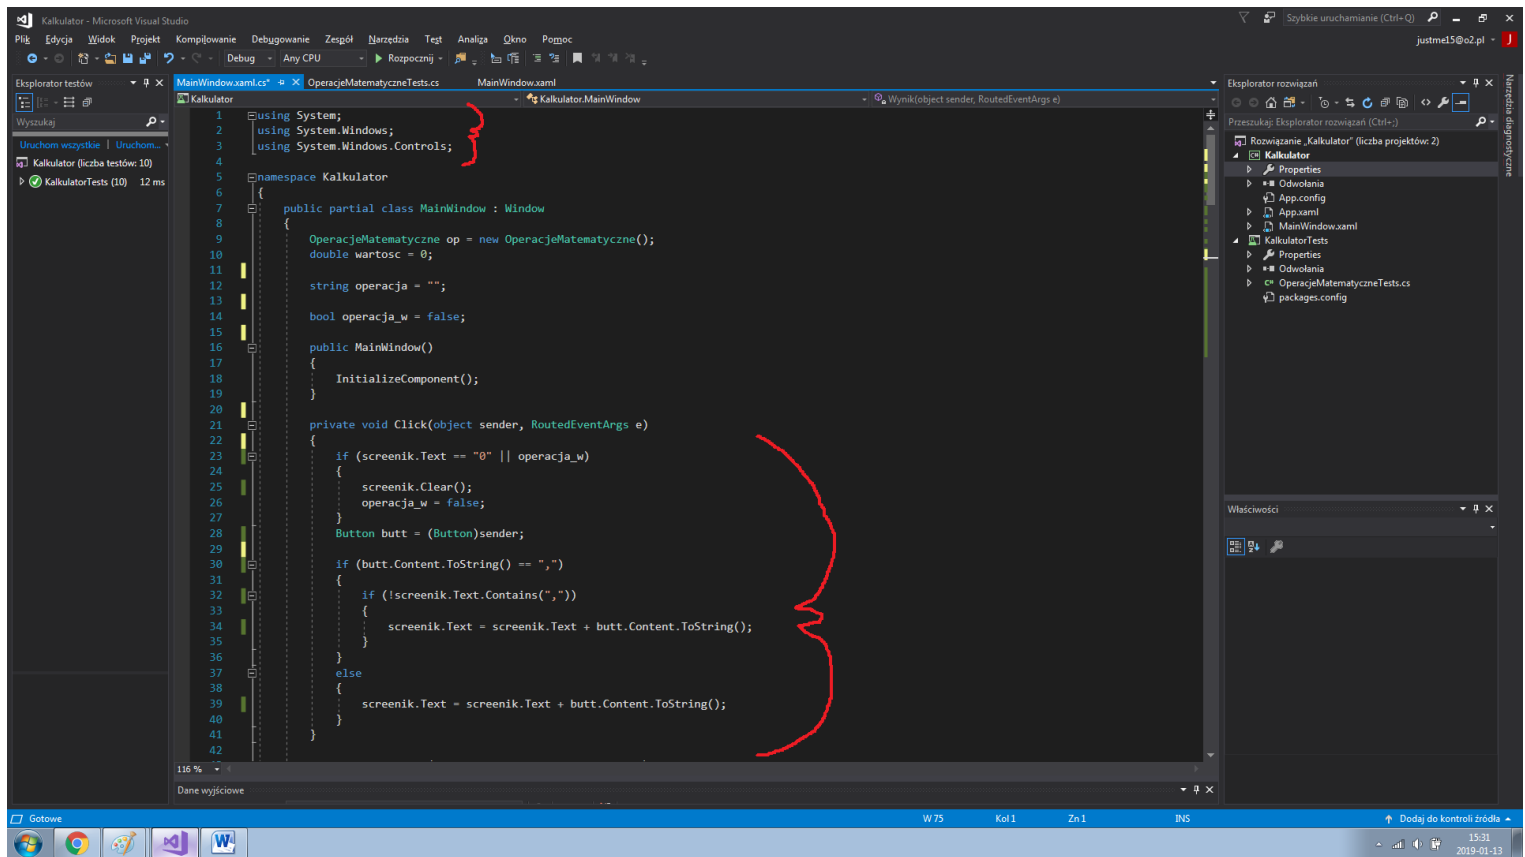 Kalkulator - Microsoft Visual Studio
Szybkie uruchamianie (Ctrl+Q)
Plik Edycja Widok Projekt Kompilowanie Debugowanie Zespół Narzędzia Test Analiza Okno Pomoc
justme15@o2.pl J
Debug Any CPU Rozpocznij
Eksplorator testów
MainWindow.xaml.cs* OperacjeMatematyczneTests.cs MainWindow.xaml
Eksplorator rozwiązań
Narzędzia diagnostyczne
Kalkulator Kalkulator.MainWindow Wynik(object sender, RoutedEventArgs e)
Wyszukaj
Przeszukaj: Eksplorator rozwiązań (Ctrl+;)
Uruchom wszystkie | Uruchom...
Kalkulator (liczba testów: 10)
KalkulatorTests (10) 12 ms
1 using System;
2 using System.Windows;
3 using System.Windows.Controls;
4
5 namespace Kalkulator
6 {
7 public partial class MainWindow : Window
8 {
9 OperacjeMatematyczne op = new OperacjeMatematyczne();
10 double wartosc = 0;
11
12 string operacja = "";
13
14 bool operacja_w = false;
15
16 public MainWindow()
17 {
18 InitializeComponent();
19 }
20
21 private void Click(object sender, RoutedEventArgs e)
22 {
23 if (screenik.Text == "0" || operacja_w)
24 {
25 screenik.Clear();
26 operacja_w = false;
27 }
28 Button butt = (Button)sender;
29
30 if (butt.Content.ToString() == ",")
31 {
32 if (!screenik.Text.Contains(","))
33 {
34 screenik.Text = screenik.Text + butt.Content.ToString();
35 }
36 }
37 else
38 {
39 screenik.Text = screenik.Text + butt.Content.ToString();
40 }
41 }
42
Rozwiązanie „Kalkulator" (liczba projektów: 2)
Kalkulator
Properties
Odwołania
App.config
App.xaml
MainWindow.xaml
KalkulatorTests
Properties
Odwołania
C# OperacjeMatematyczneTests.cs
packages.config
Właściwości
116 %
Dane wyjściowe
Gotowe W 75 Kol 1 Zn 1 INS Dodaj do kontroli źródła
15:31
2019-01-13